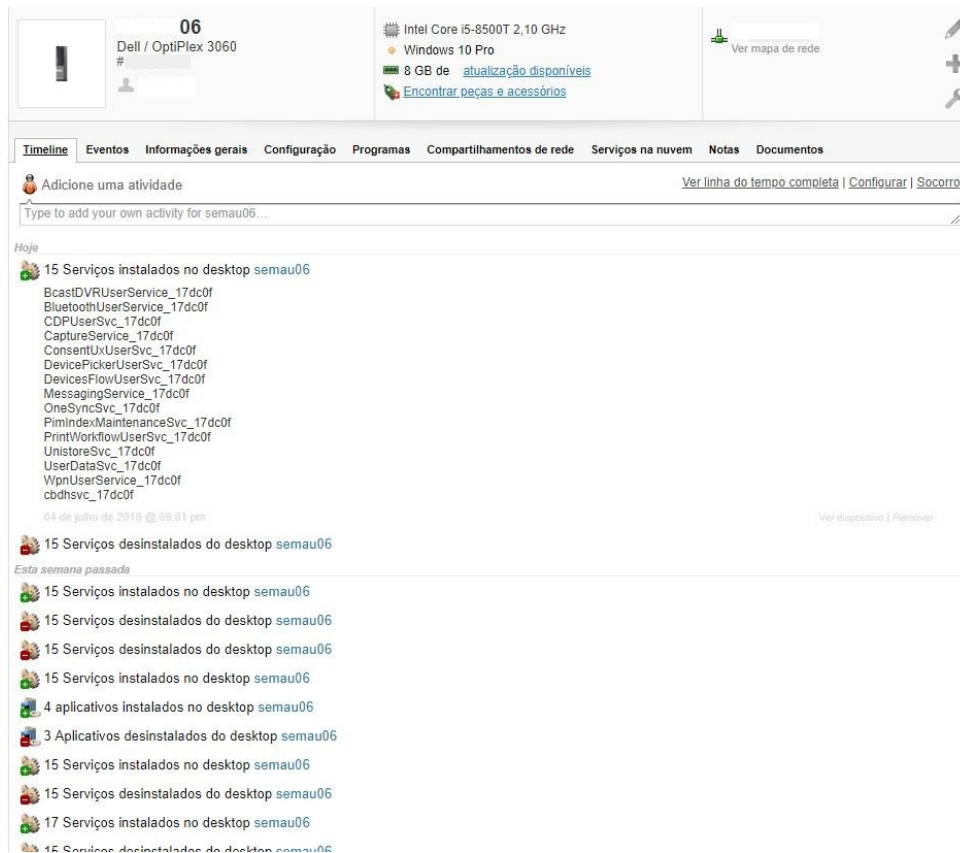 06
Dell / OptiPlex 3060
#
Intel Core i5-8500T 2,10 GHz
Windows 10 Pro
8 GB de atualização disponíveis
Encontrar peças e acessórios
Ver mapa de rede
Timeline Eventos Informações gerais Configuração Programas Compartilhamentos de rede Serviços na nuvem Notas Documentos
Adicione uma atividade
Ver linha do tempo completa | Configurar | Socorro
Type to add your own activity for semau06...
Hoje
15 Serviços instalados no desktop semau06
BcastDVRUserService_17dc0f
BluetoothUserService_17dc0f
CDPUserSvc_17dc0f
CaptureService_17dc0f
ConsentUxUserSvc_17dc0f
DevicePickerUserSvc_17dc0f
DevicesFlowUserSvc_17dc0f
MessagingService_17dc0f
OneSyncSvc_17dc0f
PimIndexMaintenanceSvc_17dc0f
PrintWorkflowUserSvc_17dc0f
UnistoreSvc_17dc0f
UserDataSvc_17dc0f
WpnUserService_17dc0f
cbdhsvc_17dc0f
04 de julho de 2019 @ 09:01 pm
Ver dispositivo | Remover
15 Serviços desinstalados do desktop semau06
Esta semana passada
15 Serviços instalados no desktop semau06
15 Serviços desinstalados do desktop semau06
15 Serviços desinstalados do desktop semau06
15 Serviços instalados no desktop semau06
4 aplicativos instalados no desktop semau06
3 Aplicativos desinstalados do desktop semau06
15 Serviços instalados no desktop semau06
15 Serviços desinstalados do desktop semau06
17 Serviços instalados no desktop semau06
15 Serviços desinstalados do desktop semau06